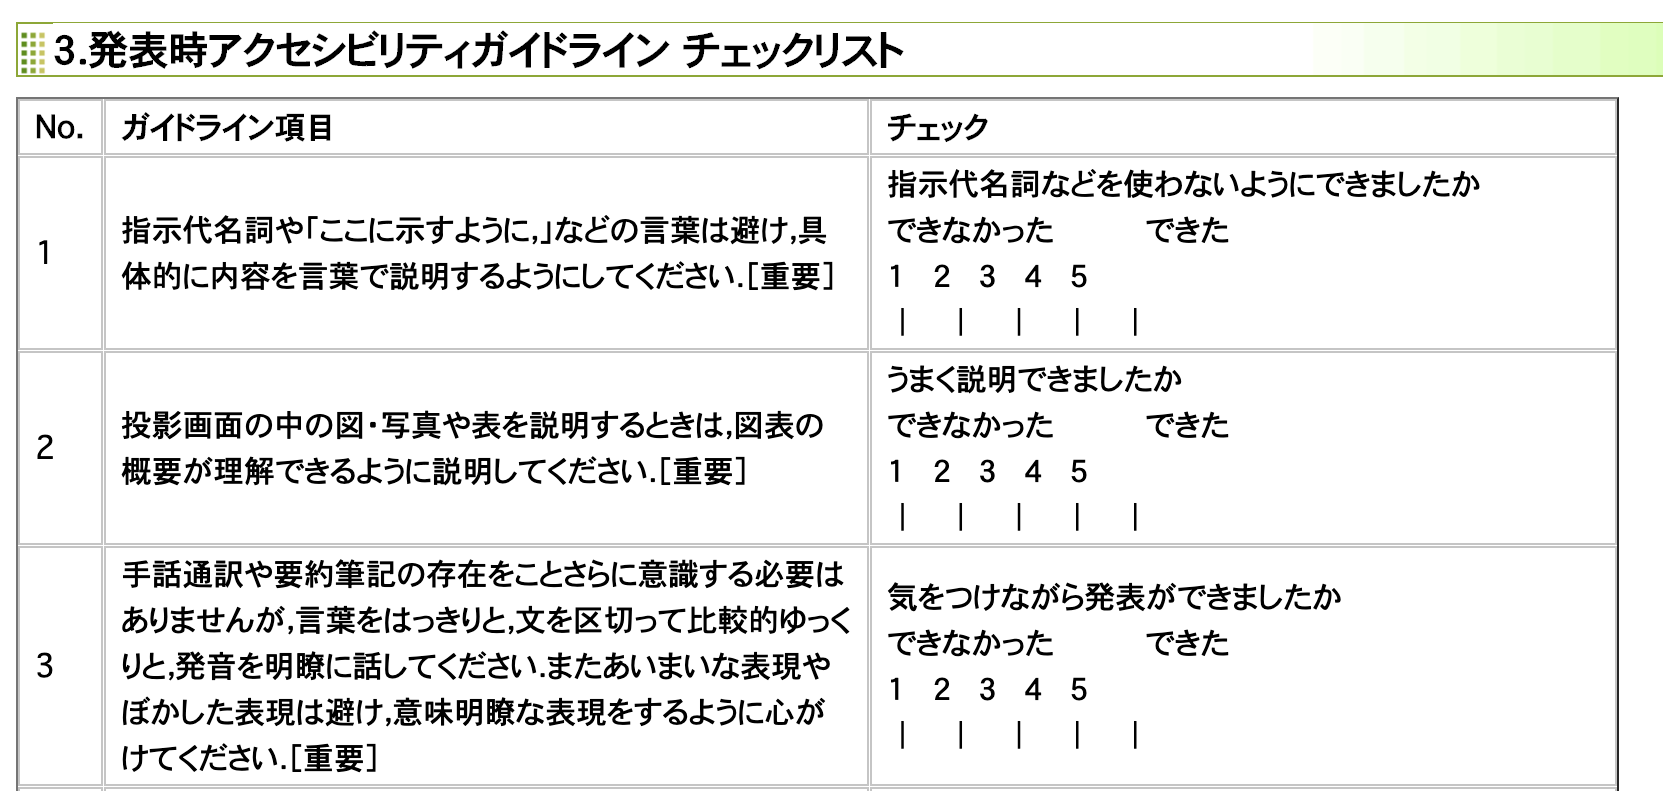 3.発表時アクセシビリティガイドライン チェックリスト
No.
ガイドライン項目
チェック
1
指示代名詞や「ここに示すように,」などの言葉は避け,具
体的に内容を言葉で説明するようにしてください.[重要]
指示代名詞などを使わないようにできましたか
できなかった　　　できた
1 2 3 4 5
| | | | |
2
投影画面の中の図・写真や表を説明するときは,図表の
概要が理解できるように説明してください.[重要]
うまく説明できましたか
できなかった　　　できた
1 2 3 4 5
| | | | |
3
手話通訳や要約筆記の存在をことさらに意識する必要は
ありませんが,言葉をはっきりと,文を区切って比較的ゆっく
りと,発音を明瞭に話してください.またあいまいな表現や
ぼかした表現は避け,意味明瞭な表現をするように心が
けてください.[重要]
気をつけながら発表ができましたか
できなかった　　　できた
1 2 3 4 5
| | | | |